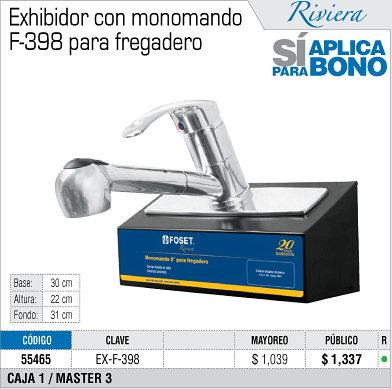 Exhibidor con monomando
F-398 para fregadero
Riviera
SÍ APLICA
PARA BONO
FOSET
Riviera
Monomando 8" para fregadero
20
Base: 30 cm
Altura: 22 cm
Fondo: 31 cm
CÓDIGO CLAVE MAYOREO PÚBLICO R
55465 EX-F-398 $ 1,039 $ 1,337
CAJA 1 / MASTER 3